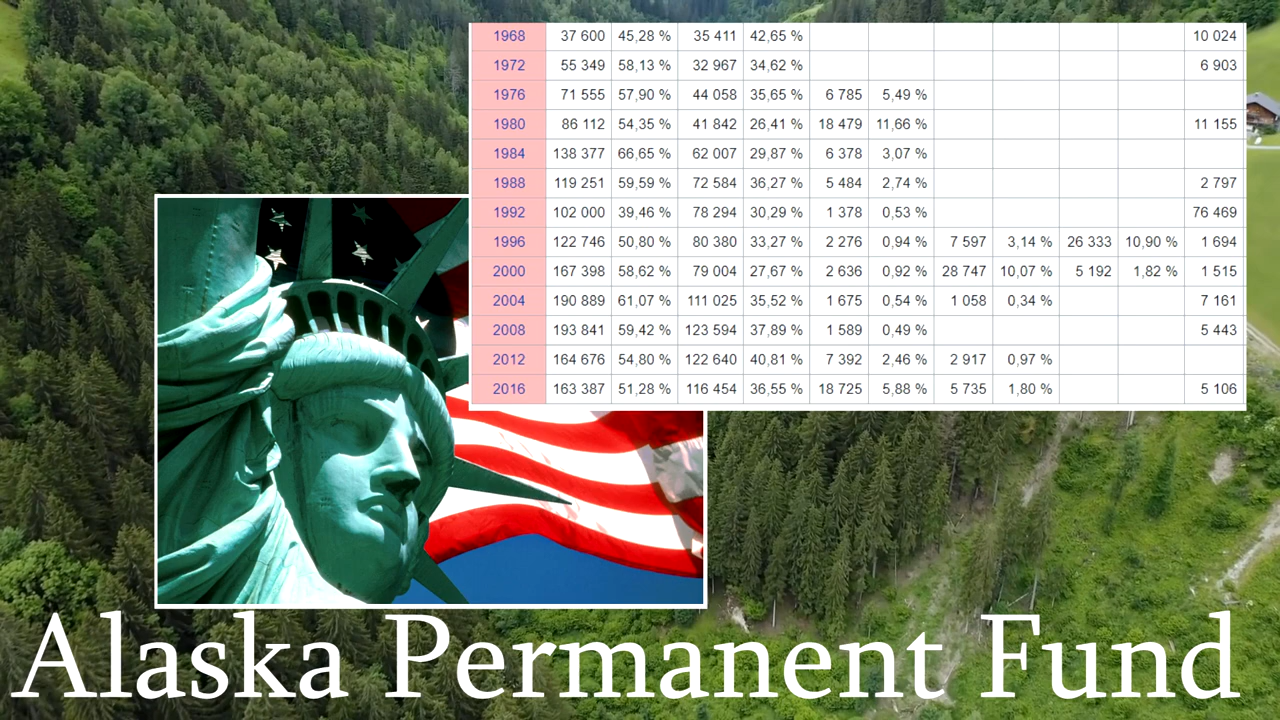 1968 37 600 45,28 % 35 411 42,65 % 10 024
1972 55 349 58,13 % 32 967 34,62 % 6 903
1976 71 555 57,90 % 44 058 35,65 % 6 785 5,49 %
1980 86 112 54,35 % 41 842 26,41 % 18 479 11,66 % 11 155
1984 138 377 66,65 % 62 007 29,87 % 6 378 3,07 %
1988 119 251 59,59 % 72 584 36,27 % 5 484 2,74 % 2 797
1992 102 000 39,46 % 78 294 30,29 % 1 378 0,53 % 76 469
1996 122 746 50,80 % 80 380 33,27 % 2 276 0,94 % 7 597 3,14 % 26 333 10,90 % 1 694
2000 167 398 58,62 % 79 004 27,67 % 2 636 0,92 % 28 747 10,07 % 5 192 1,82 % 1 515
2004 190 889 61,07 % 111 025 35,52 % 1 675 0,54 % 1 058 0,34 % 7 161
2008 193 841 59,42 % 123 594 37,89 % 1 589 0,49 % 5 443
2012 164 676 54,80 % 122 640 40,81 % 7 392 2,46 % 2 917 0,97 %
2016 163 387 51,28 % 116 454 36,55 % 18 725 5,88 % 5 735 1,80 % 5 106
Alaska Permanent Fund